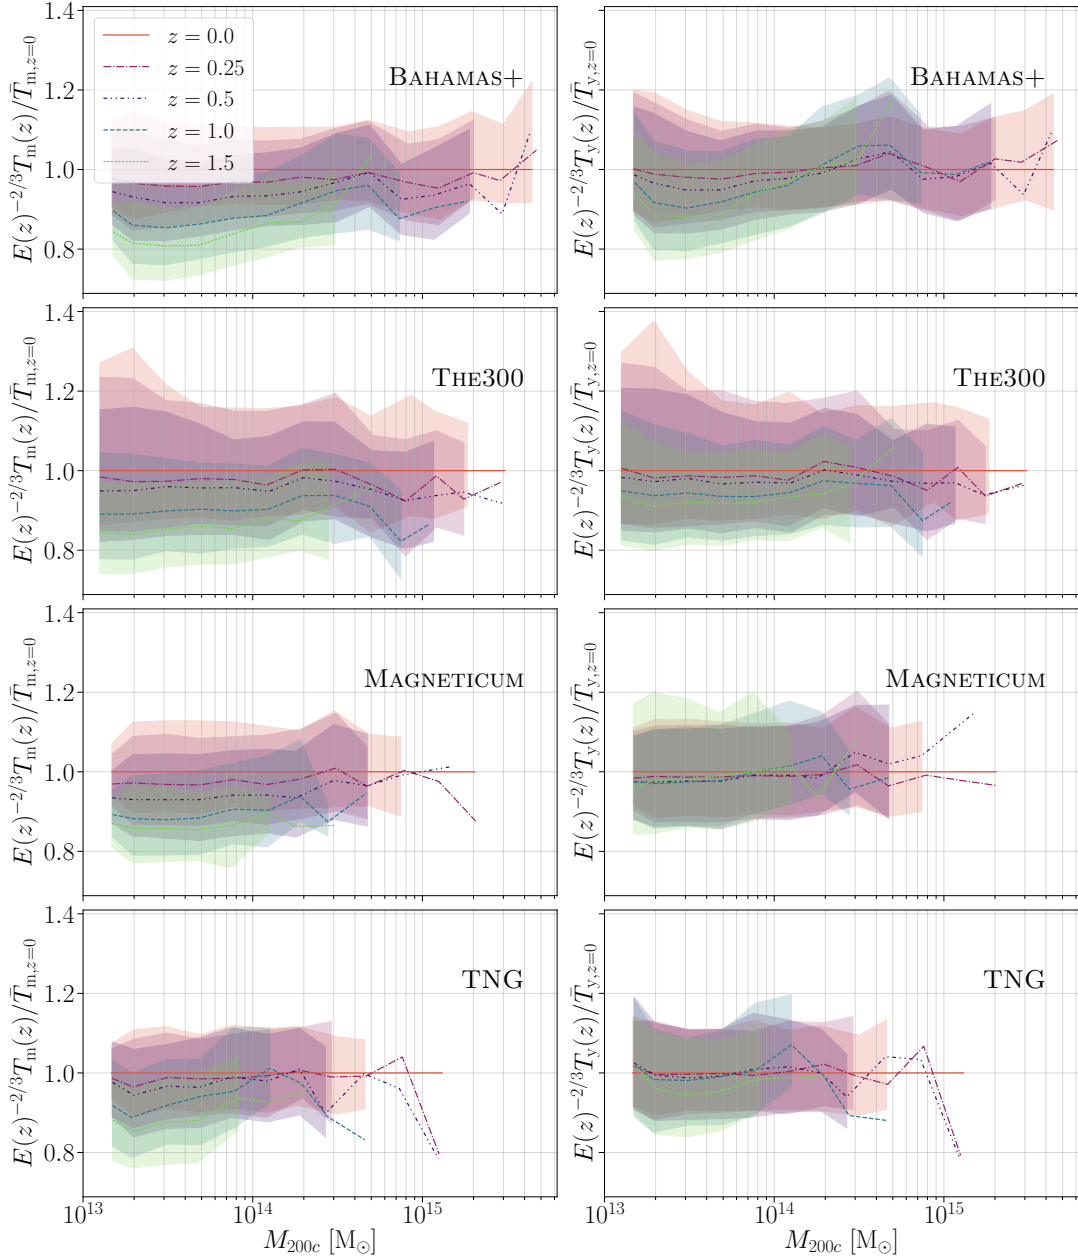 1.4
1.2
1.0
0.8
E(z)^{-2/3}T_m(z)/T̄_{m,z=0}
z = 0.0
z = 0.25
z = 0.5
z = 1.0
z = 1.5
BAHAMAS+
E(z)^{-2/3}T_y(z)/T̄_{y,z=0}
BAHAMAS+
1.4
1.2
1.0
0.8
E(z)^{-2/3}T_m(z)/T̄_{m,z=0}
THE300
E(z)^{-2/3}T_y(z)/T̄_{y,z=0}
THE300
1.4
1.2
1.0
0.8
E(z)^{-2/3}T_m(z)/T̄_{m,z=0}
MAGNETICUM
E(z)^{-2/3}T_y(z)/T̄_{y,z=0}
MAGNETICUM
1.4
1.2
1.0
0.8
E(z)^{-2/3}T_m(z)/T̄_{m,z=0}
TNG
E(z)^{-2/3}T_y(z)/T̄_{y,z=0}
TNG
10^{13} 10^{14} 10^{15}
M_{200c} [M_⊙]
10^{13} 10^{14} 10^{15}
M_{200c} [M_⊙]